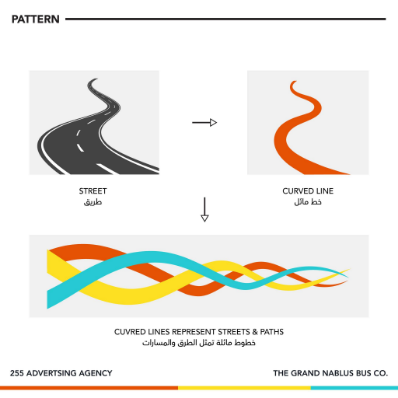 PATTERN
STREET
طريق
CURVED LINE
خط مائل
CUVRED LINES REPRESENT STREETS & PATHS
خطوط مائلة تمثل الطرق والمسارات
255 ADVERTSING AGENCY
THE GRAND NABLUS BUS CO.